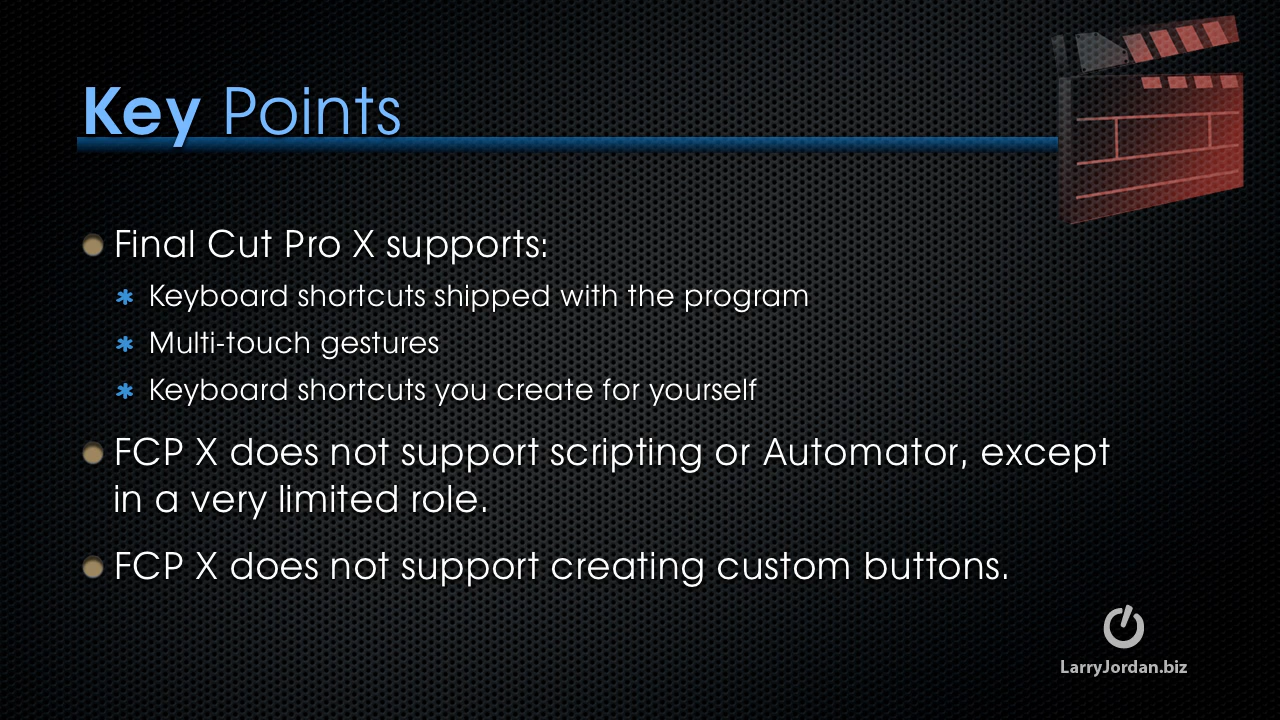 Key Points
Final Cut Pro X supports:
Keyboard shortcuts shipped with the program
Multi-touch gestures
Keyboard shortcuts you create for yourself
FCP X does not support scripting or Automator, except
in a very limited role.
FCP X does not support creating custom buttons.
LarryJordan.biz